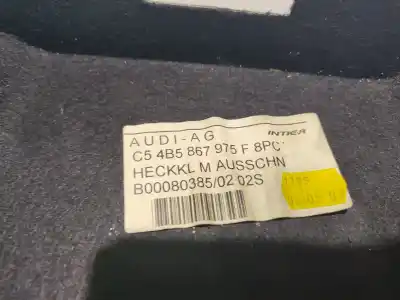 AUDI-AG INTIER
C5 4B5 867 975 F 8PC
HECKKL M AUSSCHN
B00080385/02 02S